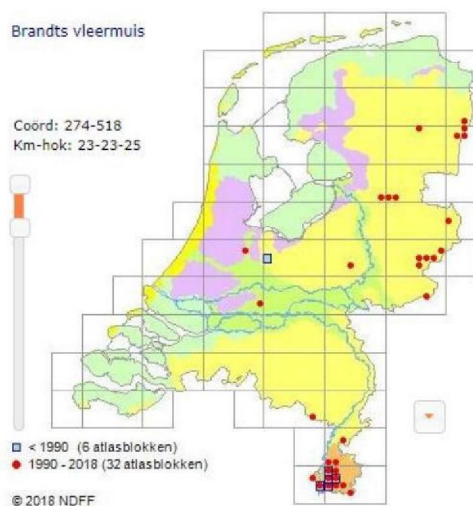 Brandts vleermuis
Coörd: 274-518
Km-hok: 23-23-25
< 1990 (6 atlasblokken)
1990 - 2018 (32 atlasblokken)
© 2018 NDFF